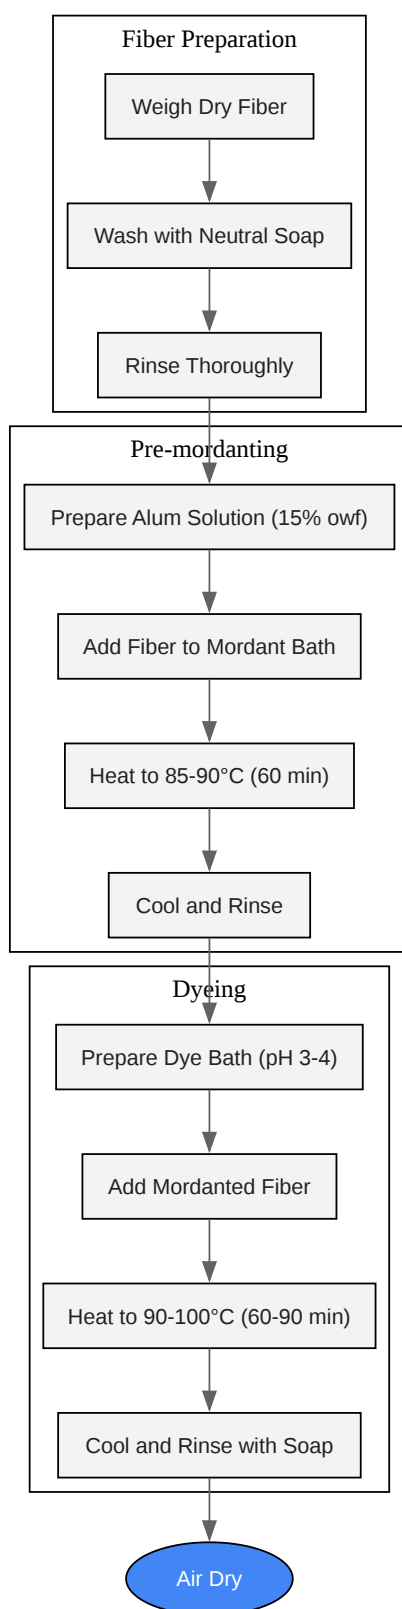 Fiber Preparation
Weigh Dry Fiber
Wash with Neutral Soap
Rinse Thoroughly
Pre-mordanting
Prepare Alum Solution (15% owf)
Add Fiber to Mordant Bath
Heat to 85-90°C (60 min)
Cool and Rinse
Dyeing
Prepare Dye Bath (pH 3-4)
Add Mordanted Fiber
Heat to 90-100°C (60-90 min)
Cool and Rinse with Soap
Air Dry